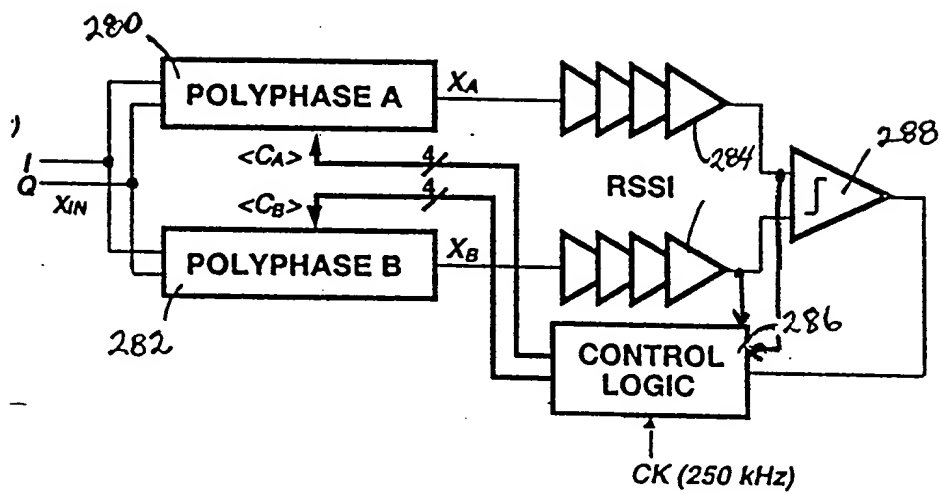 280
POLYPHASE A
XA
<CA>
4
I
Q
XIN
4
<CB>
POLYPHASE B
XB
282
284
RSSI
288
286
CONTROL
LOGIC
CK (250 kHz)